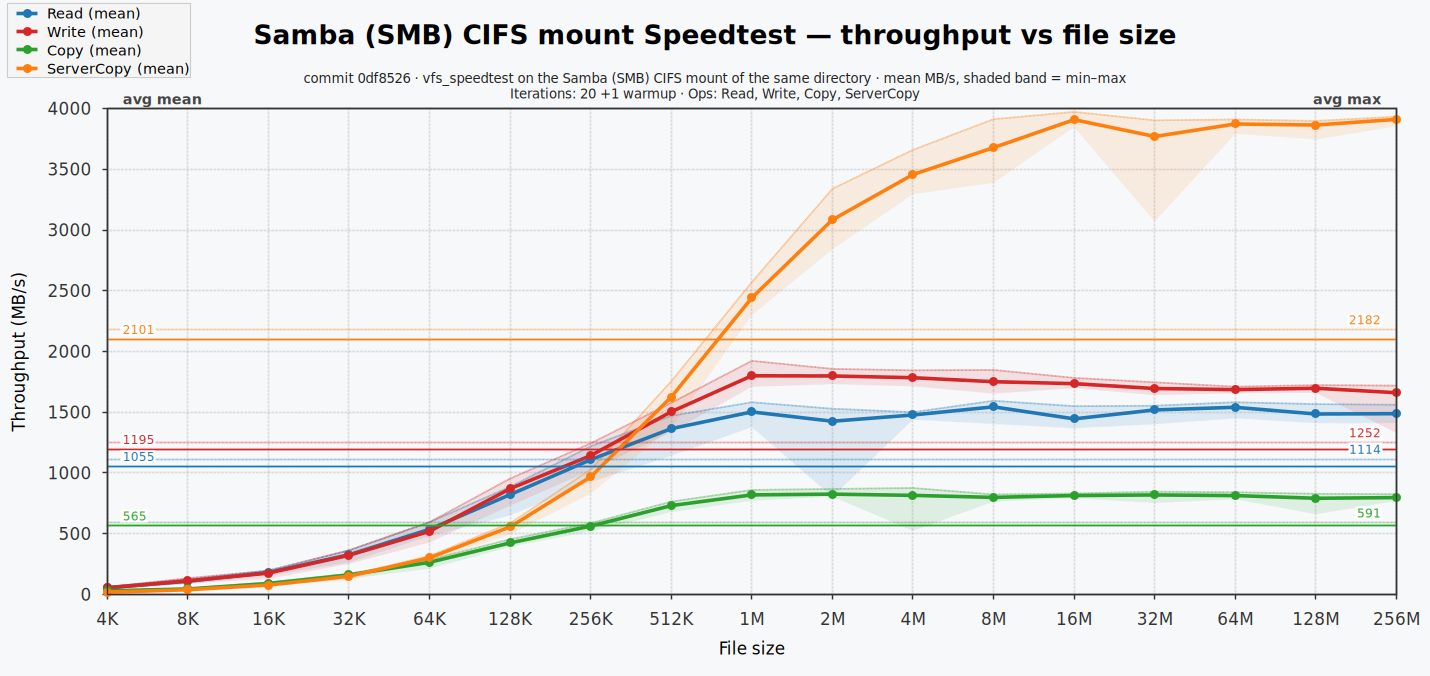 Read (mean)
Write (mean)
Copy (mean)
ServerCopy (mean)
Samba (SMB) CIFS mount Speedtest — throughput vs file size
commit 0df8526 · vfs_speedtest on the Samba (SMB) CIFS mount of the same directory · mean MB/s, shaded band = min–max
Iterations: 20 +1 warmup · Ops: Read, Write, Copy, ServerCopy
avg mean
avg max
4000
3500
3000
2500
2000
1500
1000
500
0
Throughput (MB/s)
2101
2182
1195
1252
1055
1114
565
591
4K 8K 16K 32K 64K 128K 256K 512K 1M 2M 4M 8M 16M 32M 64M 128M 256M
File size